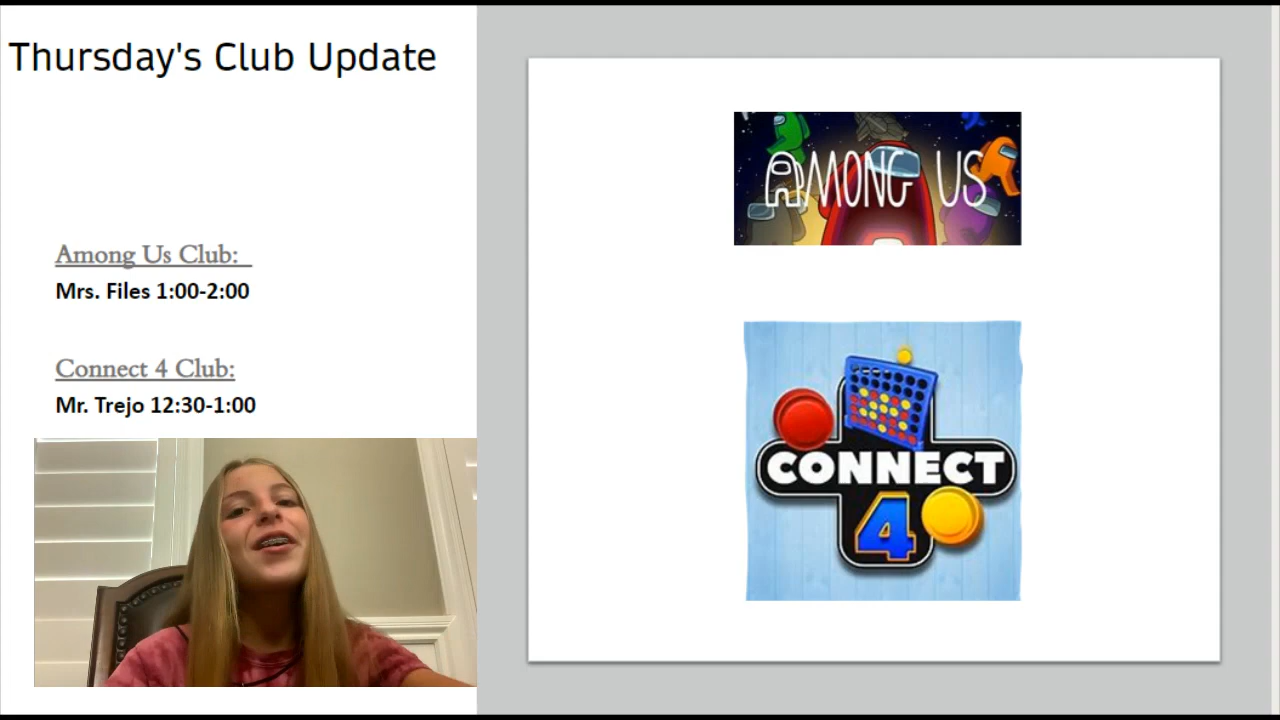 Thursday's Club Update
Among Us Club:
Mrs. Files 1:00-2:00
Connect 4 Club:
Mr. Trejo 12:30-1:00
AMONG US
CONNECT
4